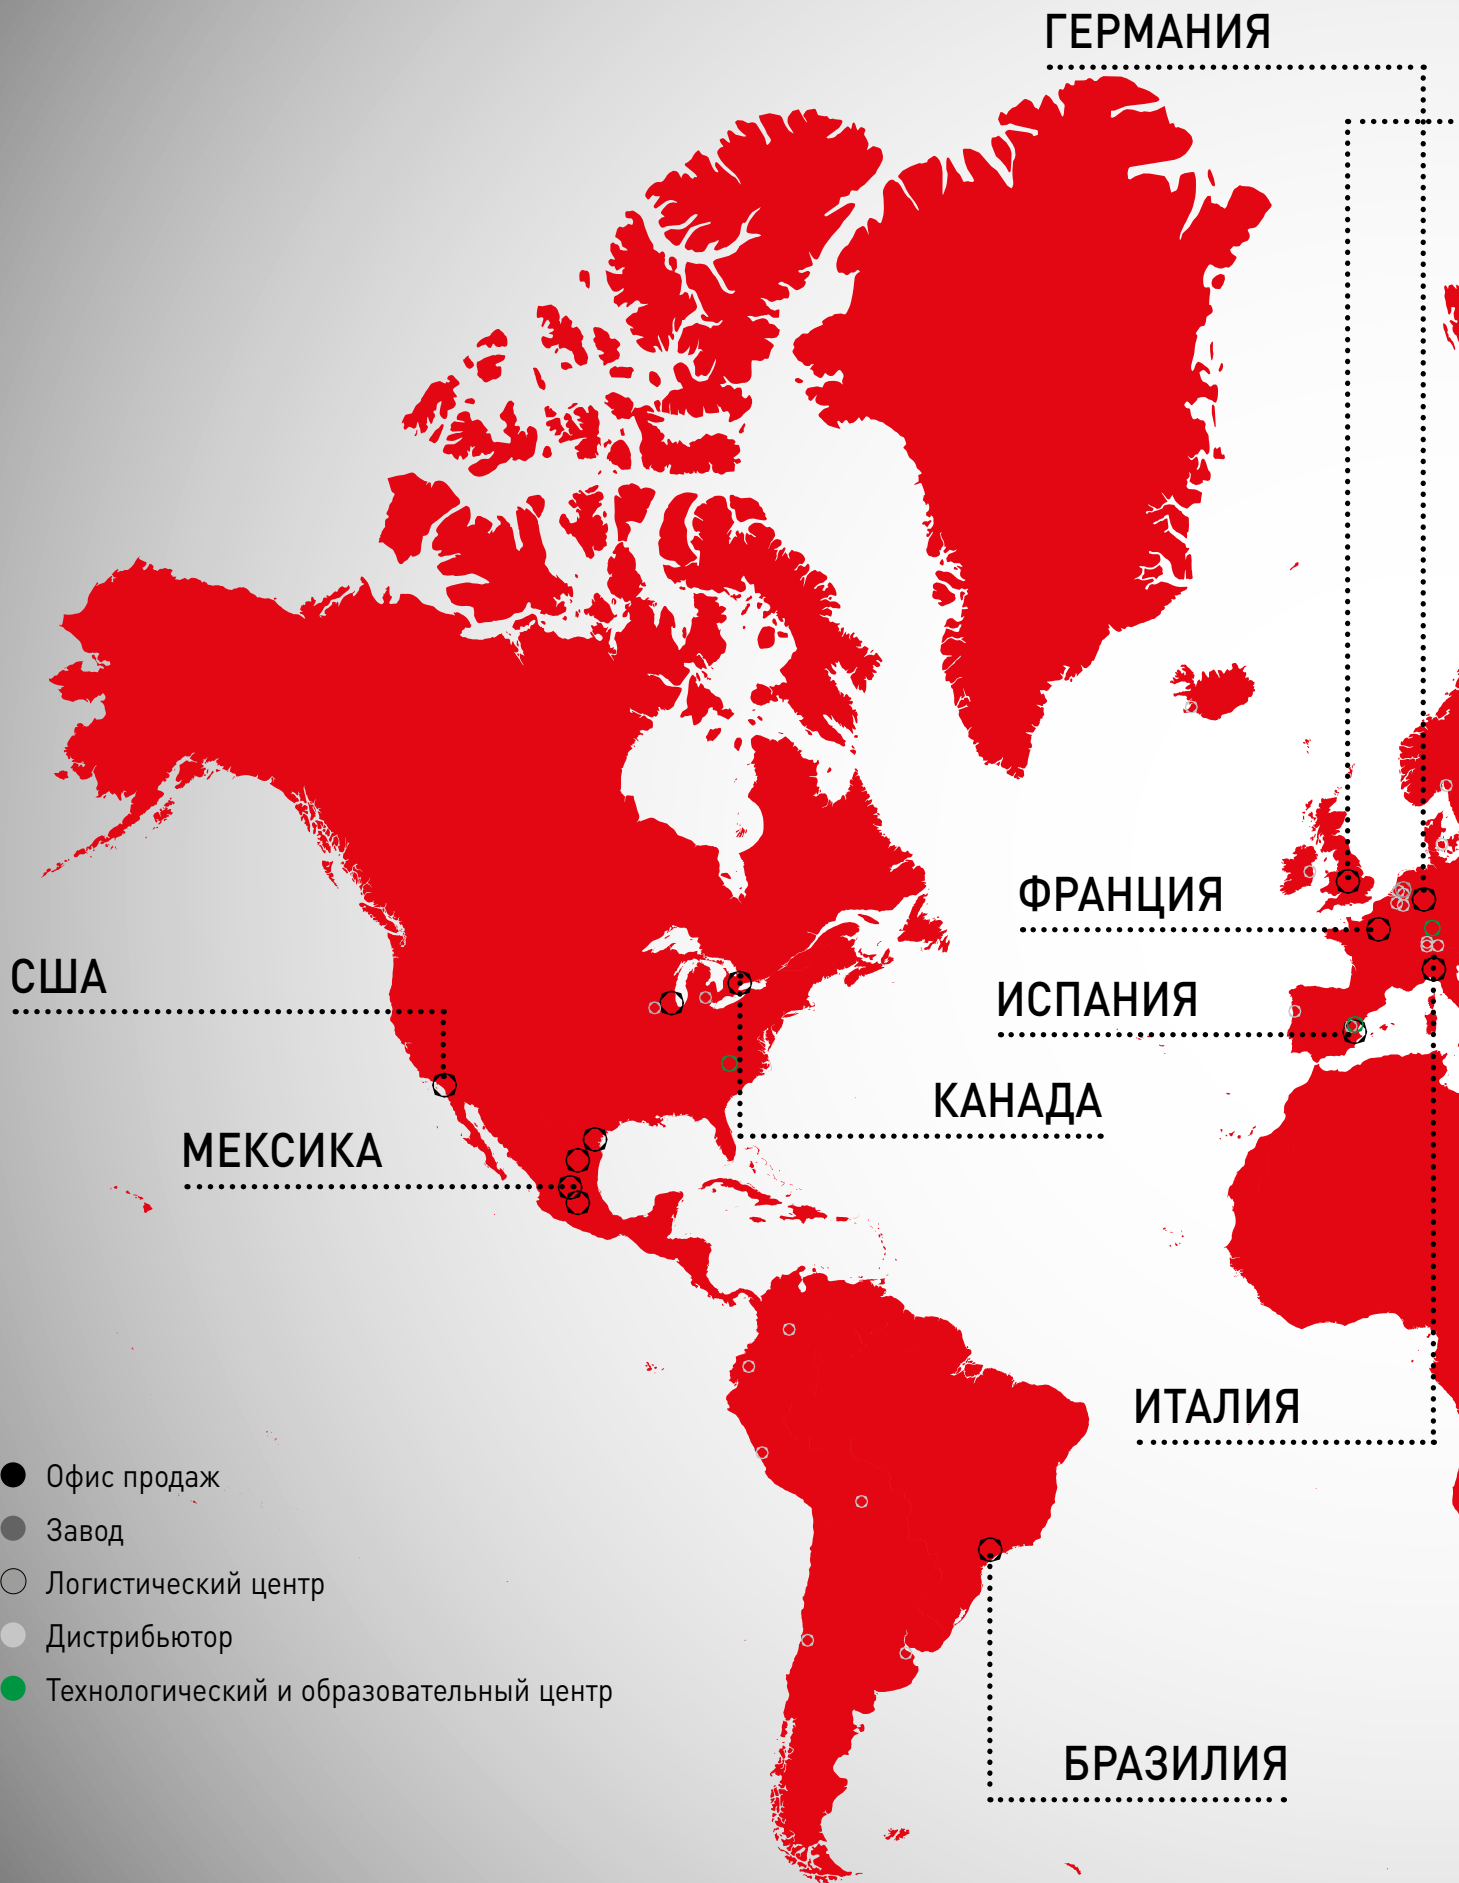 ГЕРМАНИЯ
ФРАНЦИЯ
США
ИСПАНИЯ
КАНАДА
МЕКСИКА
ИТАЛИЯ
Офис продаж
Завод
Логистический центр
Дистрибьютор
Технологический и образовательный центр
БРАЗИЛИЯ